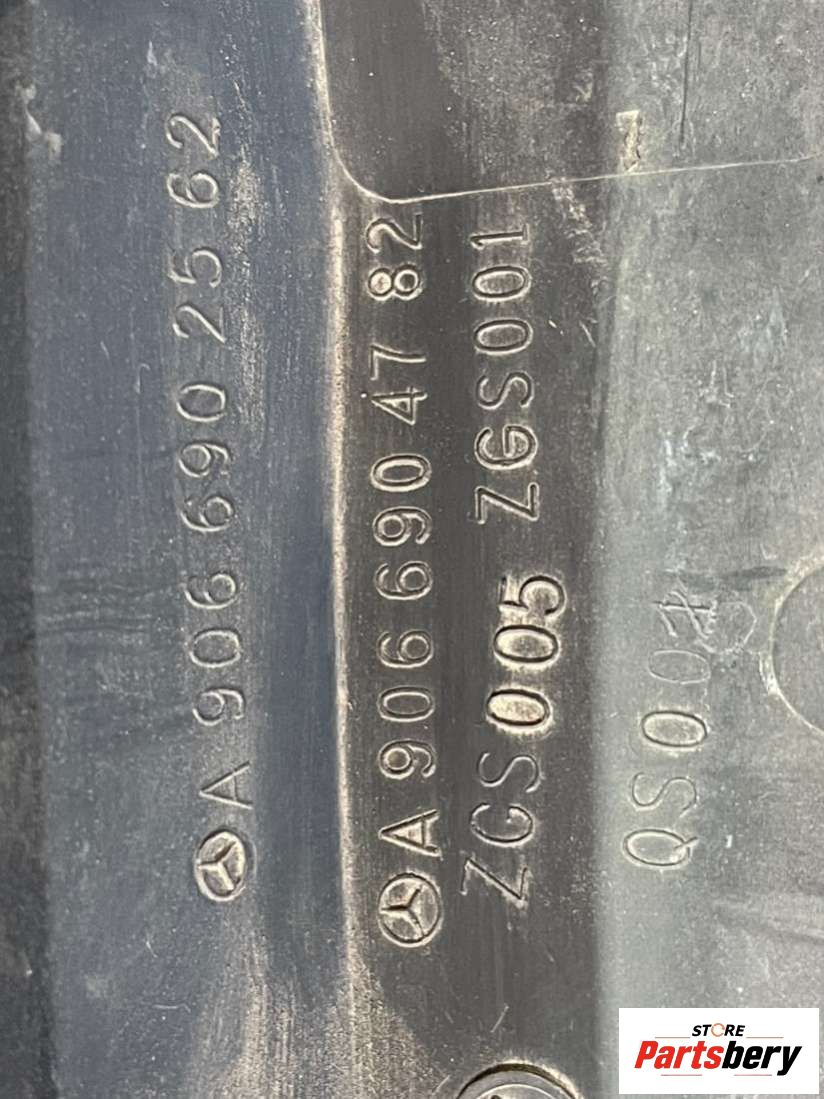 A 906 690 25 62
A 906 690 47 82
ZGS005 ZGS001
QS00
STORE
Partsbery